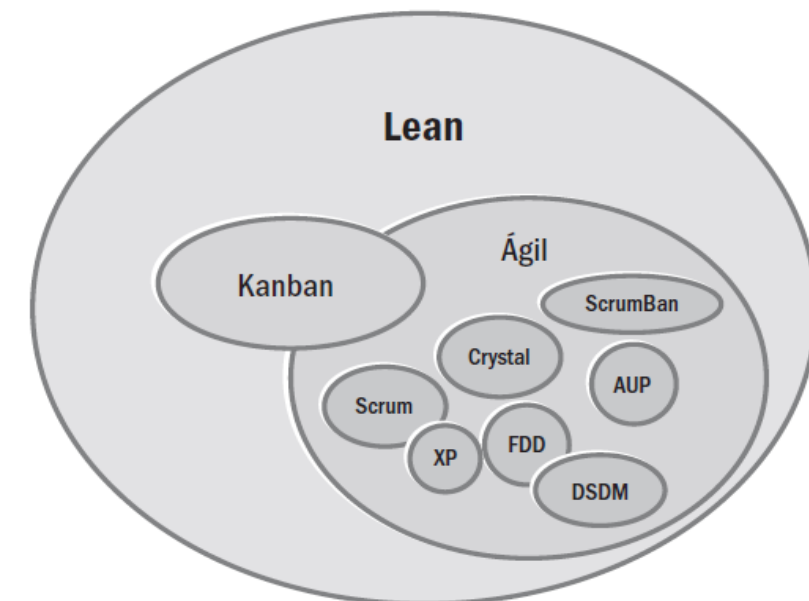 Lean
Ágil
Kanban
ScrumBan
Crystal
AUP
Scrum
FDD
XP
DSDM